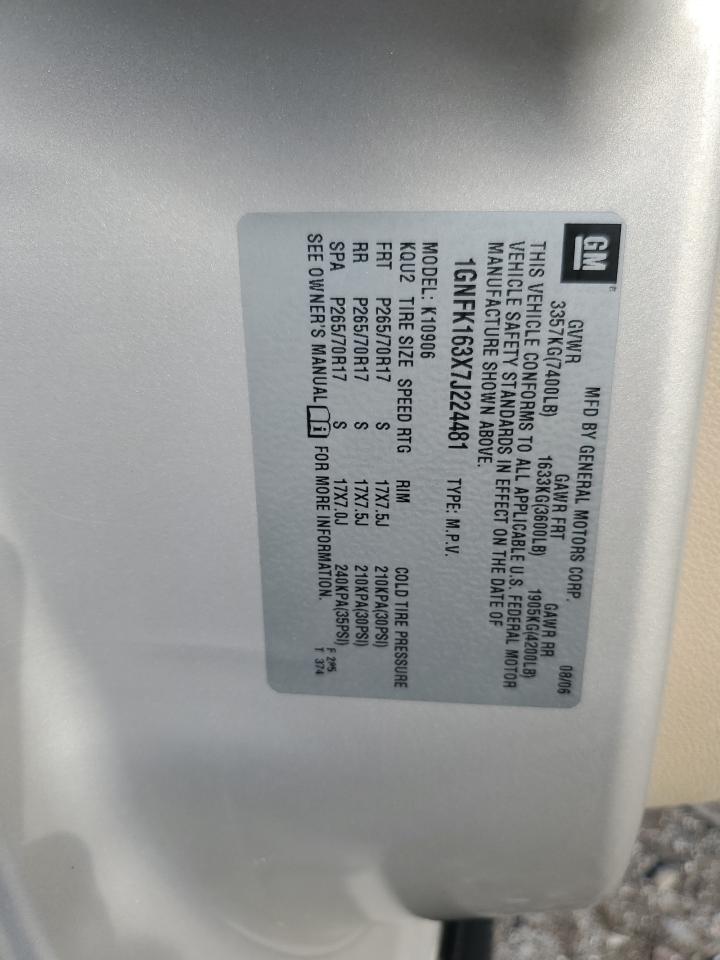 GM
MFD BY GENERAL MOTORS CORP. 08/06
GVWR GAWR FRT GAWR RR
3357KG(7400LB) 1633KG(3600LB) 1905KG(4200LB)
THIS VEHICLE CONFORMS TO ALL APPLICABLE U.S. FEDERAL MOTOR
VEHICLE SAFETY STANDARDS IN EFFECT ON THE DATE OF
MANUFACTURE SHOWN ABOVE.
1GNFK163X7J224481 TYPE: M.P.V.
MODEL: K10906
KQU2 TIRE SIZE SPEED RTG RIM COLD TIRE PRESSURE
FRT P265/70R17 S 17X7.5J 210KPA(30PSI)
RR P265/70R17 S 17X7.5J 210KPA(30PSI)
SPA P265/70R17 S 17X7.0J 240KPA(35PSI)
SEE OWNER'S MANUAL i FOR MORE INFORMATION.
F
T 374